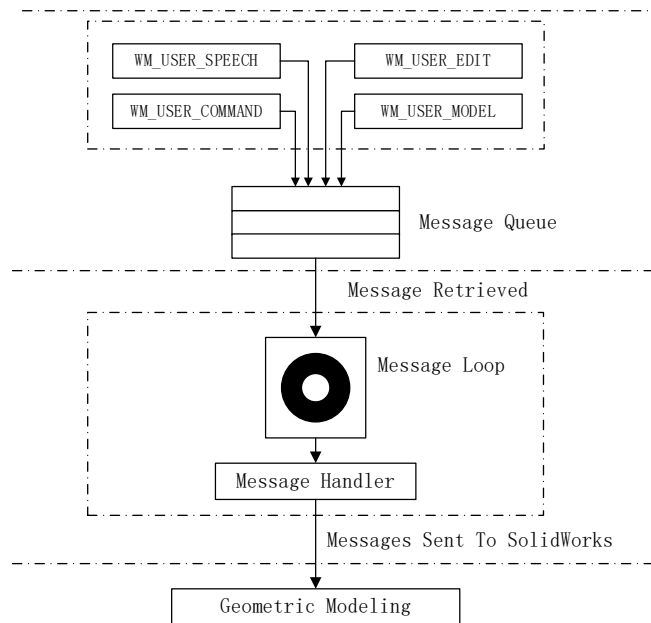 WM_USER_SPEECH
WM_USER_EDIT
WM_USER_COMMAND
WM_USER_MODEL
Message Queue
Message Retrieved
Message Loop
Message Handler
Messages Sent To SolidWorks
Geometric Modeling